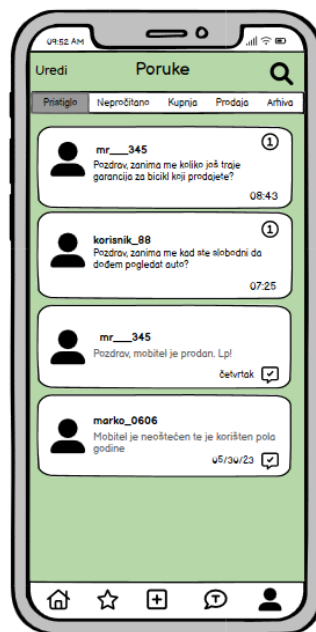 09:52 AM
Uredi Poruke
Pristiglo Nepročitano Kupnja Prodaja Arhiva
mr___345 1
Pozdrav, zanima me koliko još traje
garancija za bicikl koji prodajete?
08:43
korisnik_88 1
Pozdrav, zanima me kad ste slobodni da
dođem pogledat auto?
07:25
mr___345
Pozdrav, mobitel je prodan. Lp!
četvrtak
marko_0606
Mobitel je neoštećen te je korišten pola
godine
05/30/23
T